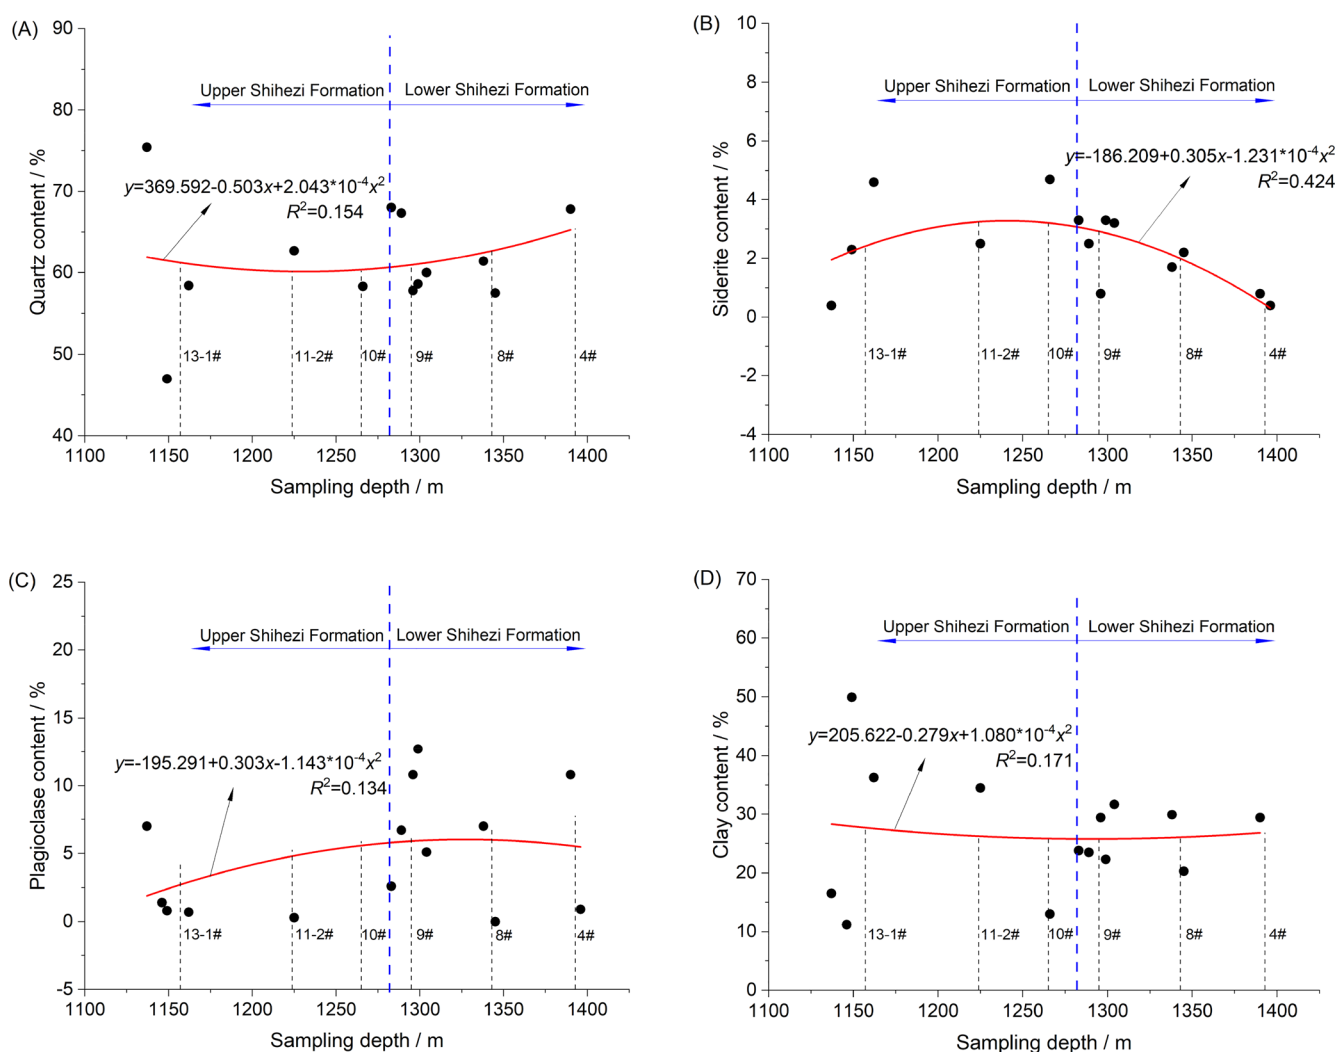 (A)
90
80
70
60
50
40
Quartz content / %
Upper Shihezi Formation
Lower Shihezi Formation
y=369.592-0.503x+2.043*10⁻⁴x²
R²=0.154
13-1#
11-2#
10#
9#
8#
4#
1100
1150
1200
1250
1300
1350
1400
Sampling depth / m
(B)
10
8
6
4
2
0
-2
-4
Siderite content / %
Upper Shihezi Formation
Lower Shihezi Formation
y=-186.209+0.305x-1.231*10⁻⁴x²
R²=0.424
13-1#
11-2#
10#
9#
8#
4#
1100
1150
1200
1250
1300
1350
1400
Sampling depth / m
(C)
25
20
15
10
5
0
-5
Plagioclase content / %
Upper Shihezi Formation
Lower Shihezi Formation
y=-195.291+0.303x-1.143*10⁻⁴x²
R²=0.134
13-1#
11-2#
10#
9#
8#
4#
1100
1150
1200
1250
1300
1350
1400
Sampling depth / m
(D)
70
60
50
40
30
20
10
0
Clay content / %
Upper Shihezi Formation
Lower Shihezi Formation
y=205.622-0.279x+1.080*10⁻⁴x²
R²=0.171
13-1#
11-2#
10#
9#
8#
4#
1100
1150
1200
1250
1300
1350
1400
Sampling depth / m